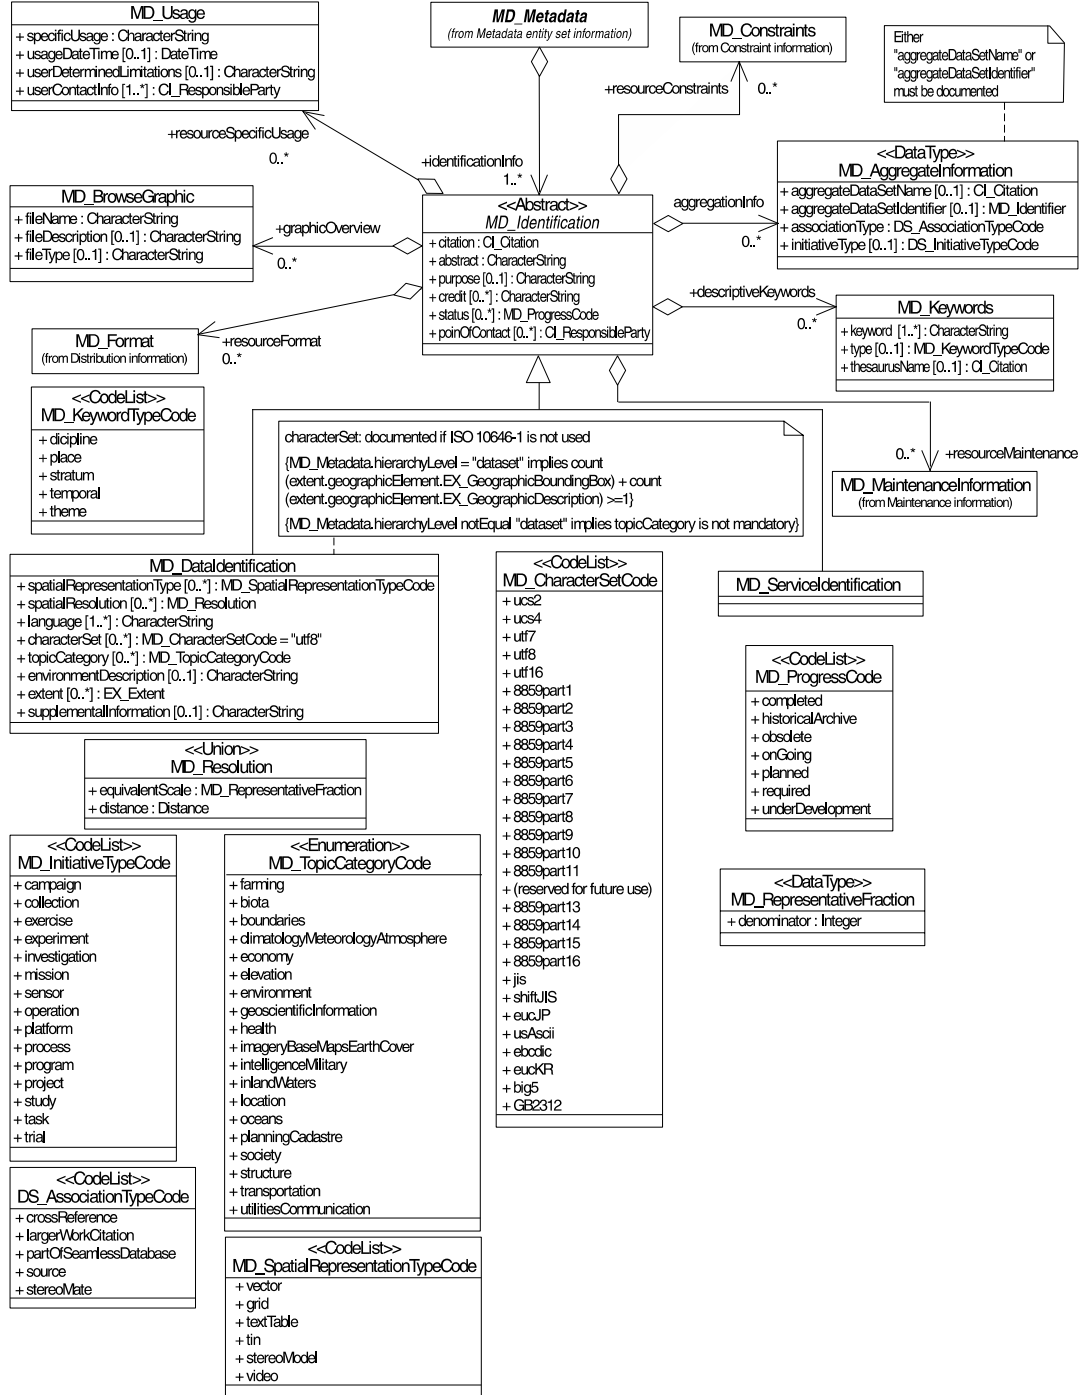 MD_Usage
+ specificUsage : CharacterString
+ usageDateTime [0..1] : DateTime
+ userDeterminedLimitations [0..1] : CharacterString
+ userContactInfo [1..*] : CI_ResponsibleParty
MD_Metadata
(from Metadata entity set information)
MD_Constraints
(from Constraint information)
Either
"aggregateDataSetName" or
"aggregateDataSetIdentifier"
must be documented
+resourceConstraints
0..*
+resourceSpecificUsage
0..*
+identificationInfo
1..*
<<DataType>>
MD_AggregateInformation
+ aggregateDataSetName [0..1] : CI_Citation
+ aggregateDataSetIdentifier [0..1] : MD_Identifier
+ associationType : DS_AssociationTypeCode
+ initiativeType [0..1] : DS_InitiativeTypeCode
MD_BrowseGraphic
+ fileName : CharacterString
+ fileDescription [0..1] : CharacterString
+ fileType [0..1] : CharacterString
+graphicOverview
0..*
<<Abstract>>
MD_Identification
+ citation : CI_Citation
+ abstract : CharacterString
+ purpose [0..1] : CharacterString
+ credit [0..*] : CharacterString
+ status [0..*] : MD_ProgressCode
+ poinOfContact [0..*] : CI_ResponsibleParty
aggregationInfo
0..*
+descriptiveKeywords
0..*
MD_Keywords
+ keyword [1..*] : CharacterString
+ type [0..1] : MD_KeywordTypeCode
+ thesaurusName [0..1] : CI_Citation
MD_Format
(from Distribution information)
+resourceFormat
0..*
<<CodeList>>
MD_KeywordTypeCode
+ dicipline
+ place
+ stratum
+ temporal
+ theme
characterSet: documented if ISO 10646-1 is not used
{MD_Metadata.hierarchyLevel = "dataset" implies count
(extent.geographicElement.EX_GeographicBoundingBox) + count
(extent.geographicElement.EX_GeographicDescription) >=1}
{MD_Metadata.hierarchyLevel notEqual "dataset" implies topicCategory is not mandatory}
0..*
+resourceMaintenance
MD_MaintenanceInformation
(from Maintenance information)
MD_DataIdentification
+ spatialRepresentationType [0..*] : MD_SpatialRepresentationTypeCode
+ spatialResolution [0..*] : MD_Resolution
+ language [1..*] : CharacterString
+ characterSet [0..*] : MD_CharacterSetCode = "utf8"
+ topicCategory [0..*] : MD_TopicCategoryCode
+ environmentDescription [0..1] : CharacterString
+ extent [0..*] : EX_Extent
+ supplementalInformation [0..1] : CharacterString
<<CodeList>>
MD_CharacterSetCode
+ ucs2
+ ucs4
+ utf7
+ utf8
+ utf16
+ 8859part1
+ 8859part2
+ 8859part3
+ 8859part4
+ 8859part5
+ 8859part6
+ 8859part7
+ 8859part8
+ 8859part9
+ 8859part10
+ 8859part11
+ (reserved for future use)
+ 8859part13
+ 8859part14
+ 8859part15
+ 8859part16
+ jis
+ shiftJIS
+ eucJP
+ usAscii
+ ebcdic
+ eucKR
+ big5
+ GB2312
MD_ServiceIdentification
<<CodeList>>
MD_ProgressCode
+ completed
+ historicalArchive
+ obsolete
+ onGoing
+ planned
+ required
+ underDevelopment
<<Union>>
MD_Resolution
+ equivalentScale : MD_RepresentativeFraction
+ distance : Distance
<<CodeList>>
MD_InitiativeTypeCode
+ campaign
+ collection
+ exercise
+ experiment
+ investigation
+ mission
+ sensor
+ operation
+ platform
+ process
+ program
+ project
+ study
+ task
+ trial
<<Enumeration>>
MD_TopicCategoryCode
+ farming
+ biota
+ boundaries
+ climatologyMeteorologyAtmosphere
+ economy
+ elevation
+ environment
+ geoscientificInformation
+ health
+ imageryBaseMapsEarthCover
+ intelligenceMilitary
+ inlandWaters
+ location
+ oceans
+ planningCadastre
+ society
+ structure
+ transportation
+ utilitiesCommunication
<<DataType>>
MD_RepresentativeFraction
+ denominator : Integer
<<CodeList>>
DS_AssociationTypeCode
+ crossReference
+ largerWorkCitation
+ partOfSeamlessDatabase
+ source
+ stereoMate
<<CodeList>>
MD_SpatialRepresentationTypeCode
+ vector
+ grid
+ textTable
+ tin
+ stereoModel
+ video